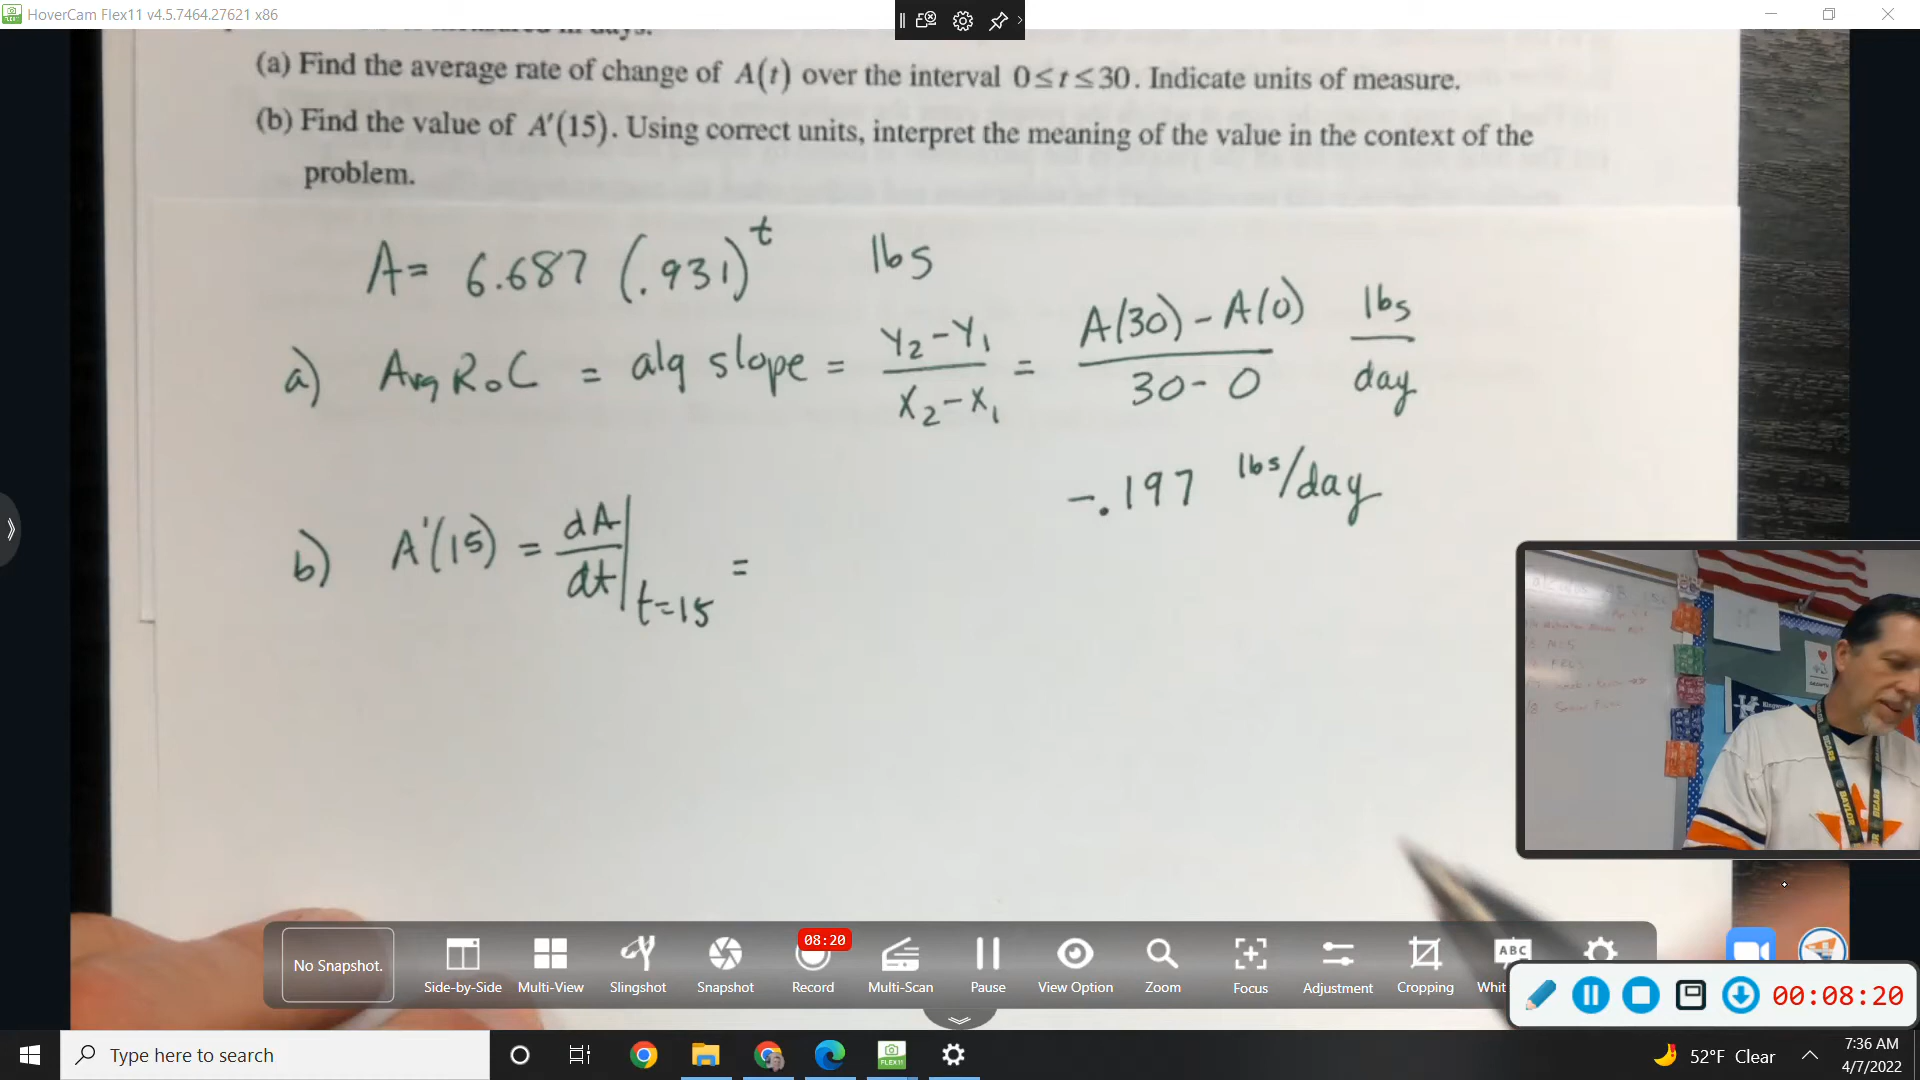 HoverCam Flex11 v4.5.7464.27621 x86
(a) Find the average rate of change of A(t) over the interval 0≤t≤30. Indicate units of measure.
(b) Find the value of A′(15). Using correct units, interpret the meaning of the value in the context of the
problem.
A= 6.687 (.931)^t lbs
a) Avg RoC = alg slope = Y₂-Y₁ / X₂-X₁ = A(30)-A(0) / 30-0 lbs / day
-.197 lbs/day
b) A'(15) = dA/dt | t=15 =
No Snapshot.
Side-by-Side
Multi-View
Slingshot
Snapshot
08:20
Record
Multi-Scan
Pause
View Option
Zoom
Focus
Adjustment
Cropping
ABC
Whit
00:08:20
Type here to search
FLEX11
52°F Clear
7:36 AM
4/7/2022